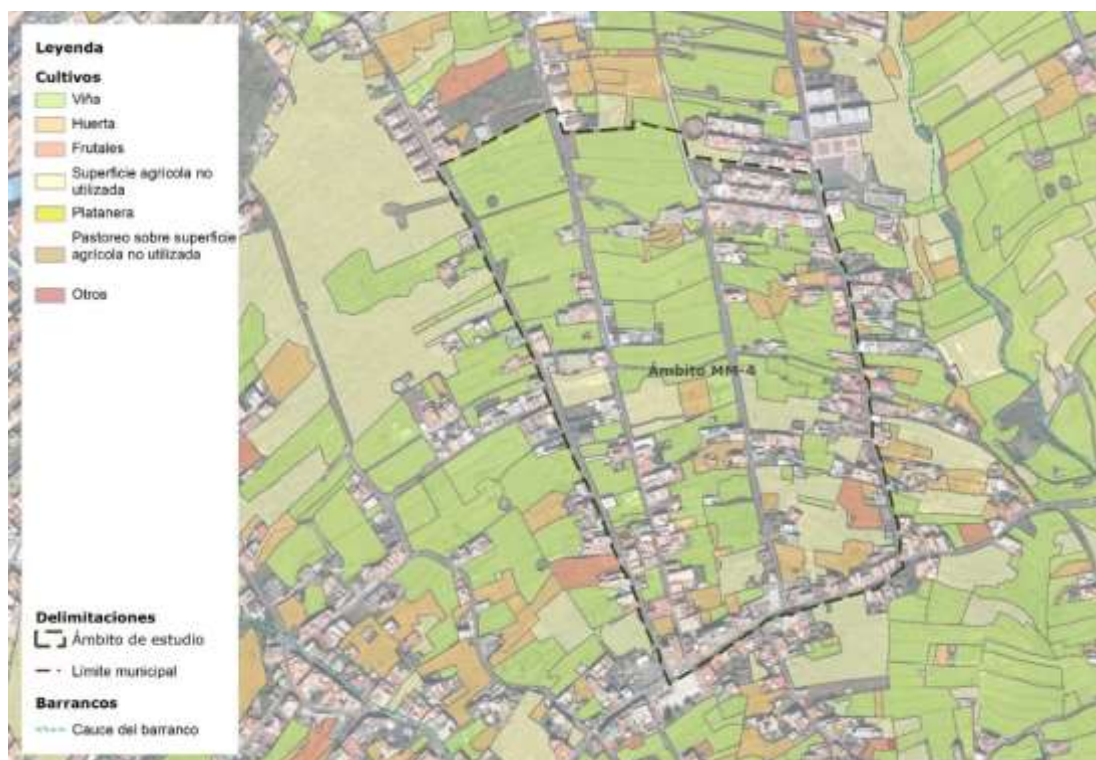 Leyenda
Cultivos
Viña
Huerta
Frutales
Superficie agrícola no
utilizada
Platanera
Pastoreo sobre superficie
agrícola no utilizada
Otros
Ámbito MM-4
Delimitaciones
Ámbito de estudio
Límite municipal
Barrancos
Cauce del barranco